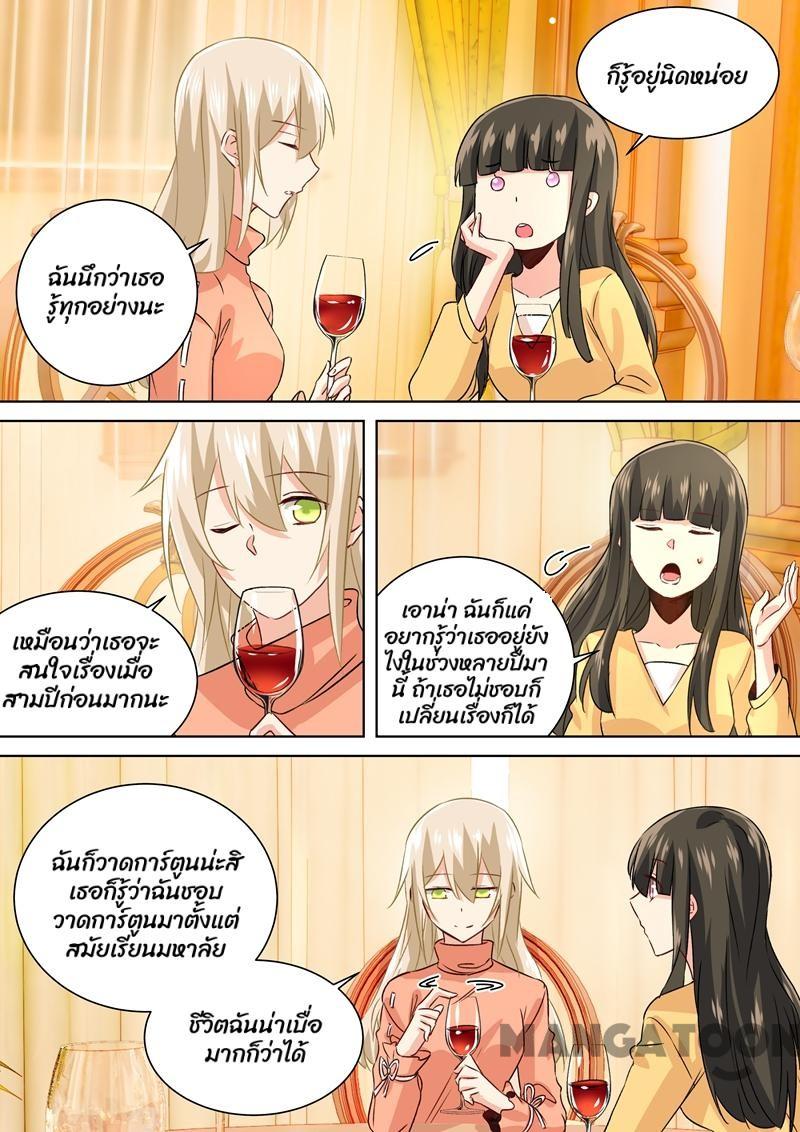 ก็รู้อยู่นิดหน่อย
ฉันนึกว่าเธอ
รู้ทุกอย่างนะ
เหมือนว่าเธอจะ
สนใจเรื่องเมื่อ
สามปีก่อนมากนะ
เอาน่า ฉันก็แค่
อยากรู้ว่าเธออยู่ยัง
ไงในช่วงหลายปีมา
นี้ ถ้าเธอไม่ชอบก็
เปลี่ยนเรื่องก็ได้
ฉันก็วาดการ์ตูนน่ะสิ
เธอก็รู้ว่าฉันชอบ
วาดการ์ตูนมาตั้งแต่
สมัยเรียนมหาลัย
ชีวิตฉันน่าเบื่อ
มากก็ว่าได้
MANGATOON